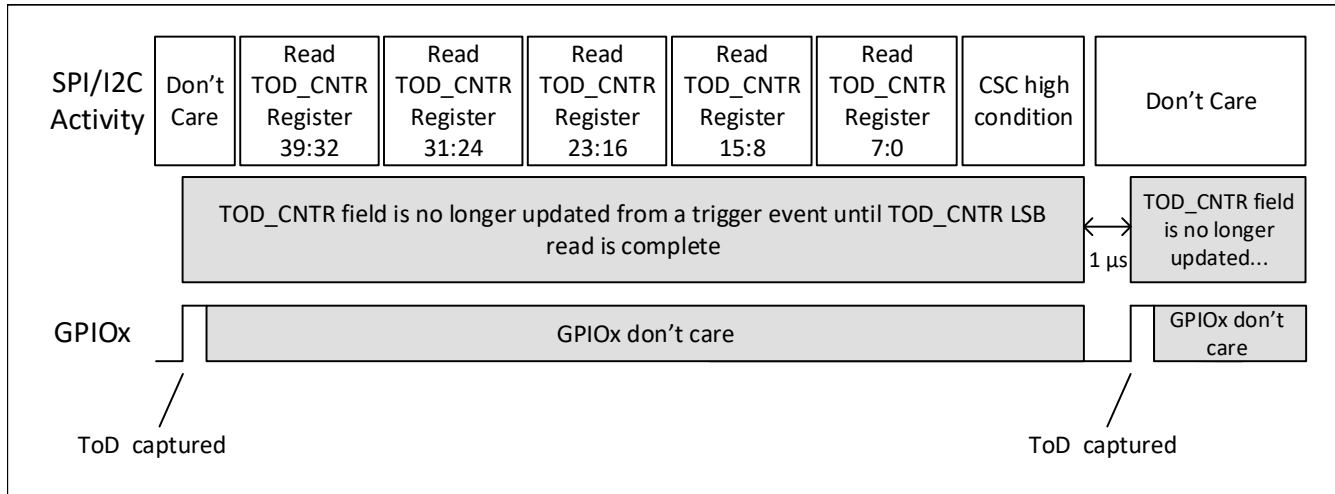 SPI/I2C
Activity
Don't
Care
Read
TOD_CNTR
Register
39:32
Read
TOD_CNTR
Register
31:24
Read
TOD_CNTR
Register
23:16
Read
TOD_CNTR
Register
15:8
Read
TOD_CNTR
Register
7:0
CSC high
condition
Don't Care
TOD_CNTR field is no longer updated from a trigger event until TOD_CNTR LSB
read is complete
1 µs
TOD_CNTR field
is no longer
updated...
GPIOx
GPIOx don't care
GPIOx don't
care
ToD captured
ToD captured